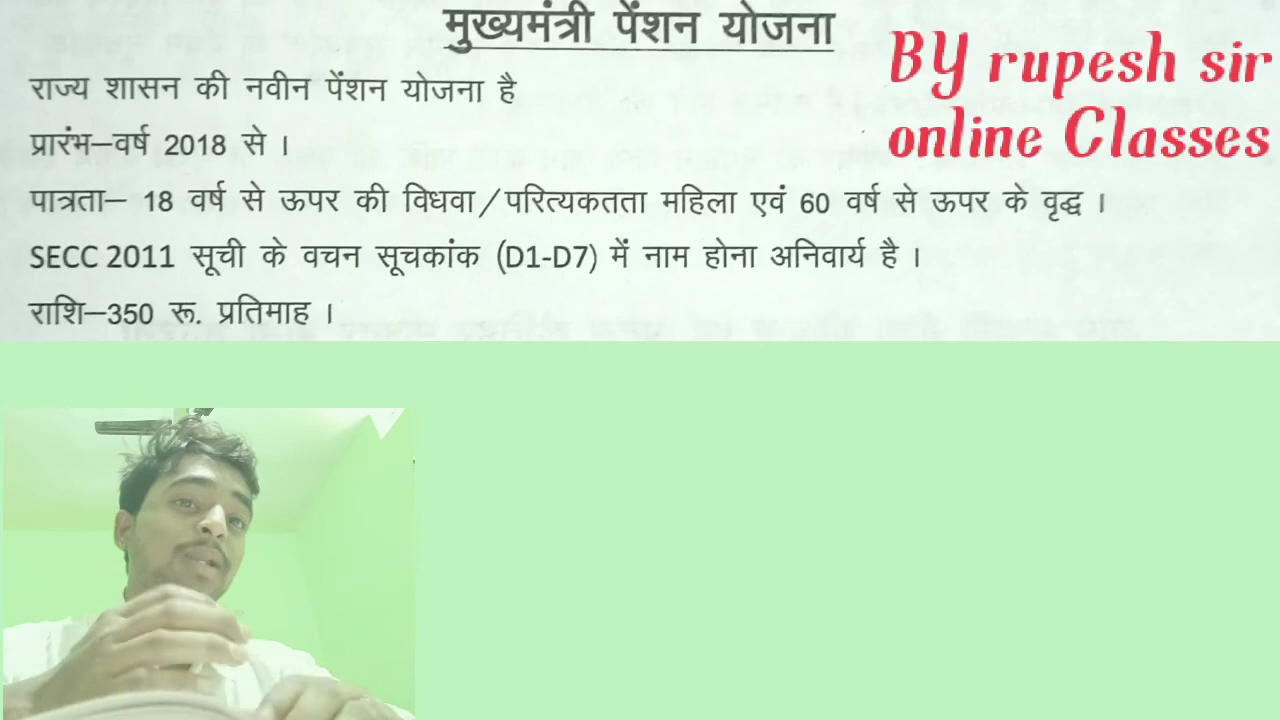 मुख्यमंत्री पेंशन योजना
BY rupesh sir
online Classes
राज्य शासन की नवीन पेंशन योजना है
प्रारंभ–वर्ष 2018 से ।
पात्रता– 18 वर्ष से ऊपर की विधवा/परित्यकतता महिला एवं 60 वर्ष से ऊपर के वृद्ध ।
SECC 2011 सूची के वचन सूचकांक (D1-D7) में नाम होना अनिवार्य है ।
राशि–350 रू. प्रतिमाह ।